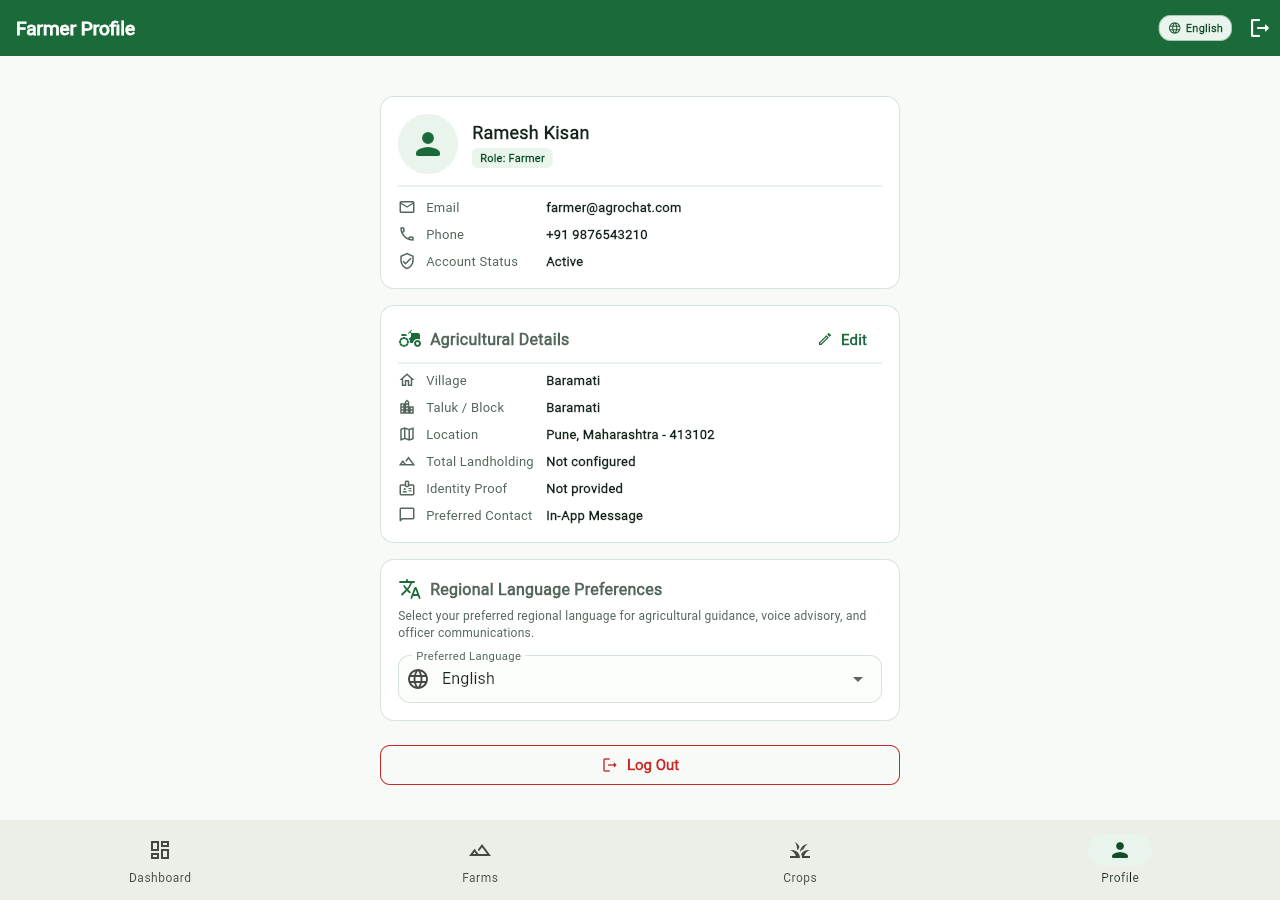 Farmer Profile
English
Ramesh Kisan
Role: Farmer
Email farmer@agrochat.com
Phone +91 9876543210
Account Status Active
Agricultural Details Edit
Village Baramati
Taluk / Block Baramati
Location Pune, Maharashtra - 413102
Total Landholding Not configured
Identity Proof Not provided
Preferred Contact In-App Message
Regional Language Preferences
Select your preferred regional language for agricultural guidance, voice advisory, and
officer communications.
Preferred Language
English
Log Out
Dashboard Farms Crops Profile